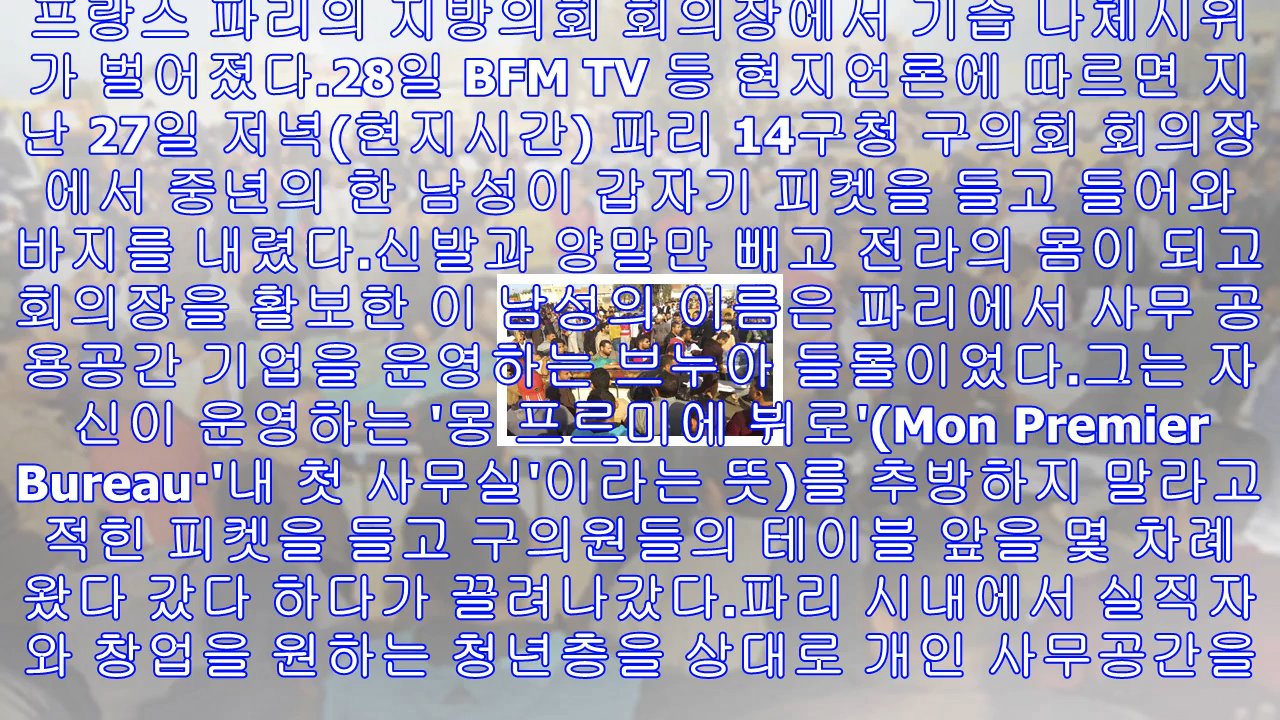 프랑스 파리의 지방의회 회의장에서 기습 나체시위
가 벌어졌다.28일 BFM TV 등 현지언론에 따르면 지
난 27일 저녁(현지시간) 파리 14구청 구의회 회의장
에서 중년의 한 남성이 갑자기 피켓을 들고 들어와
바지를 내렸다.신발과 양말만 빼고 전라의 몸이 되고
회의장을 활보한 이 남성의 이름은 파리에서 사무 공
용공간 기업을 운영하는 브누아 들롤이었다.그는 자
신이 운영하는 '몽 프르미에 뷔로'(Mon Premier
Bureau·'내 첫 사무실'이라는 뜻)를 추방하지 말라고
적힌 피켓을 들고 구의원들의 테이블 앞을 몇 차례
왔다 갔다 하다가 끌려나갔다.파리 시내에서 실직자
와 창업을 원하는 청년층을 상대로 개인 사무공간을